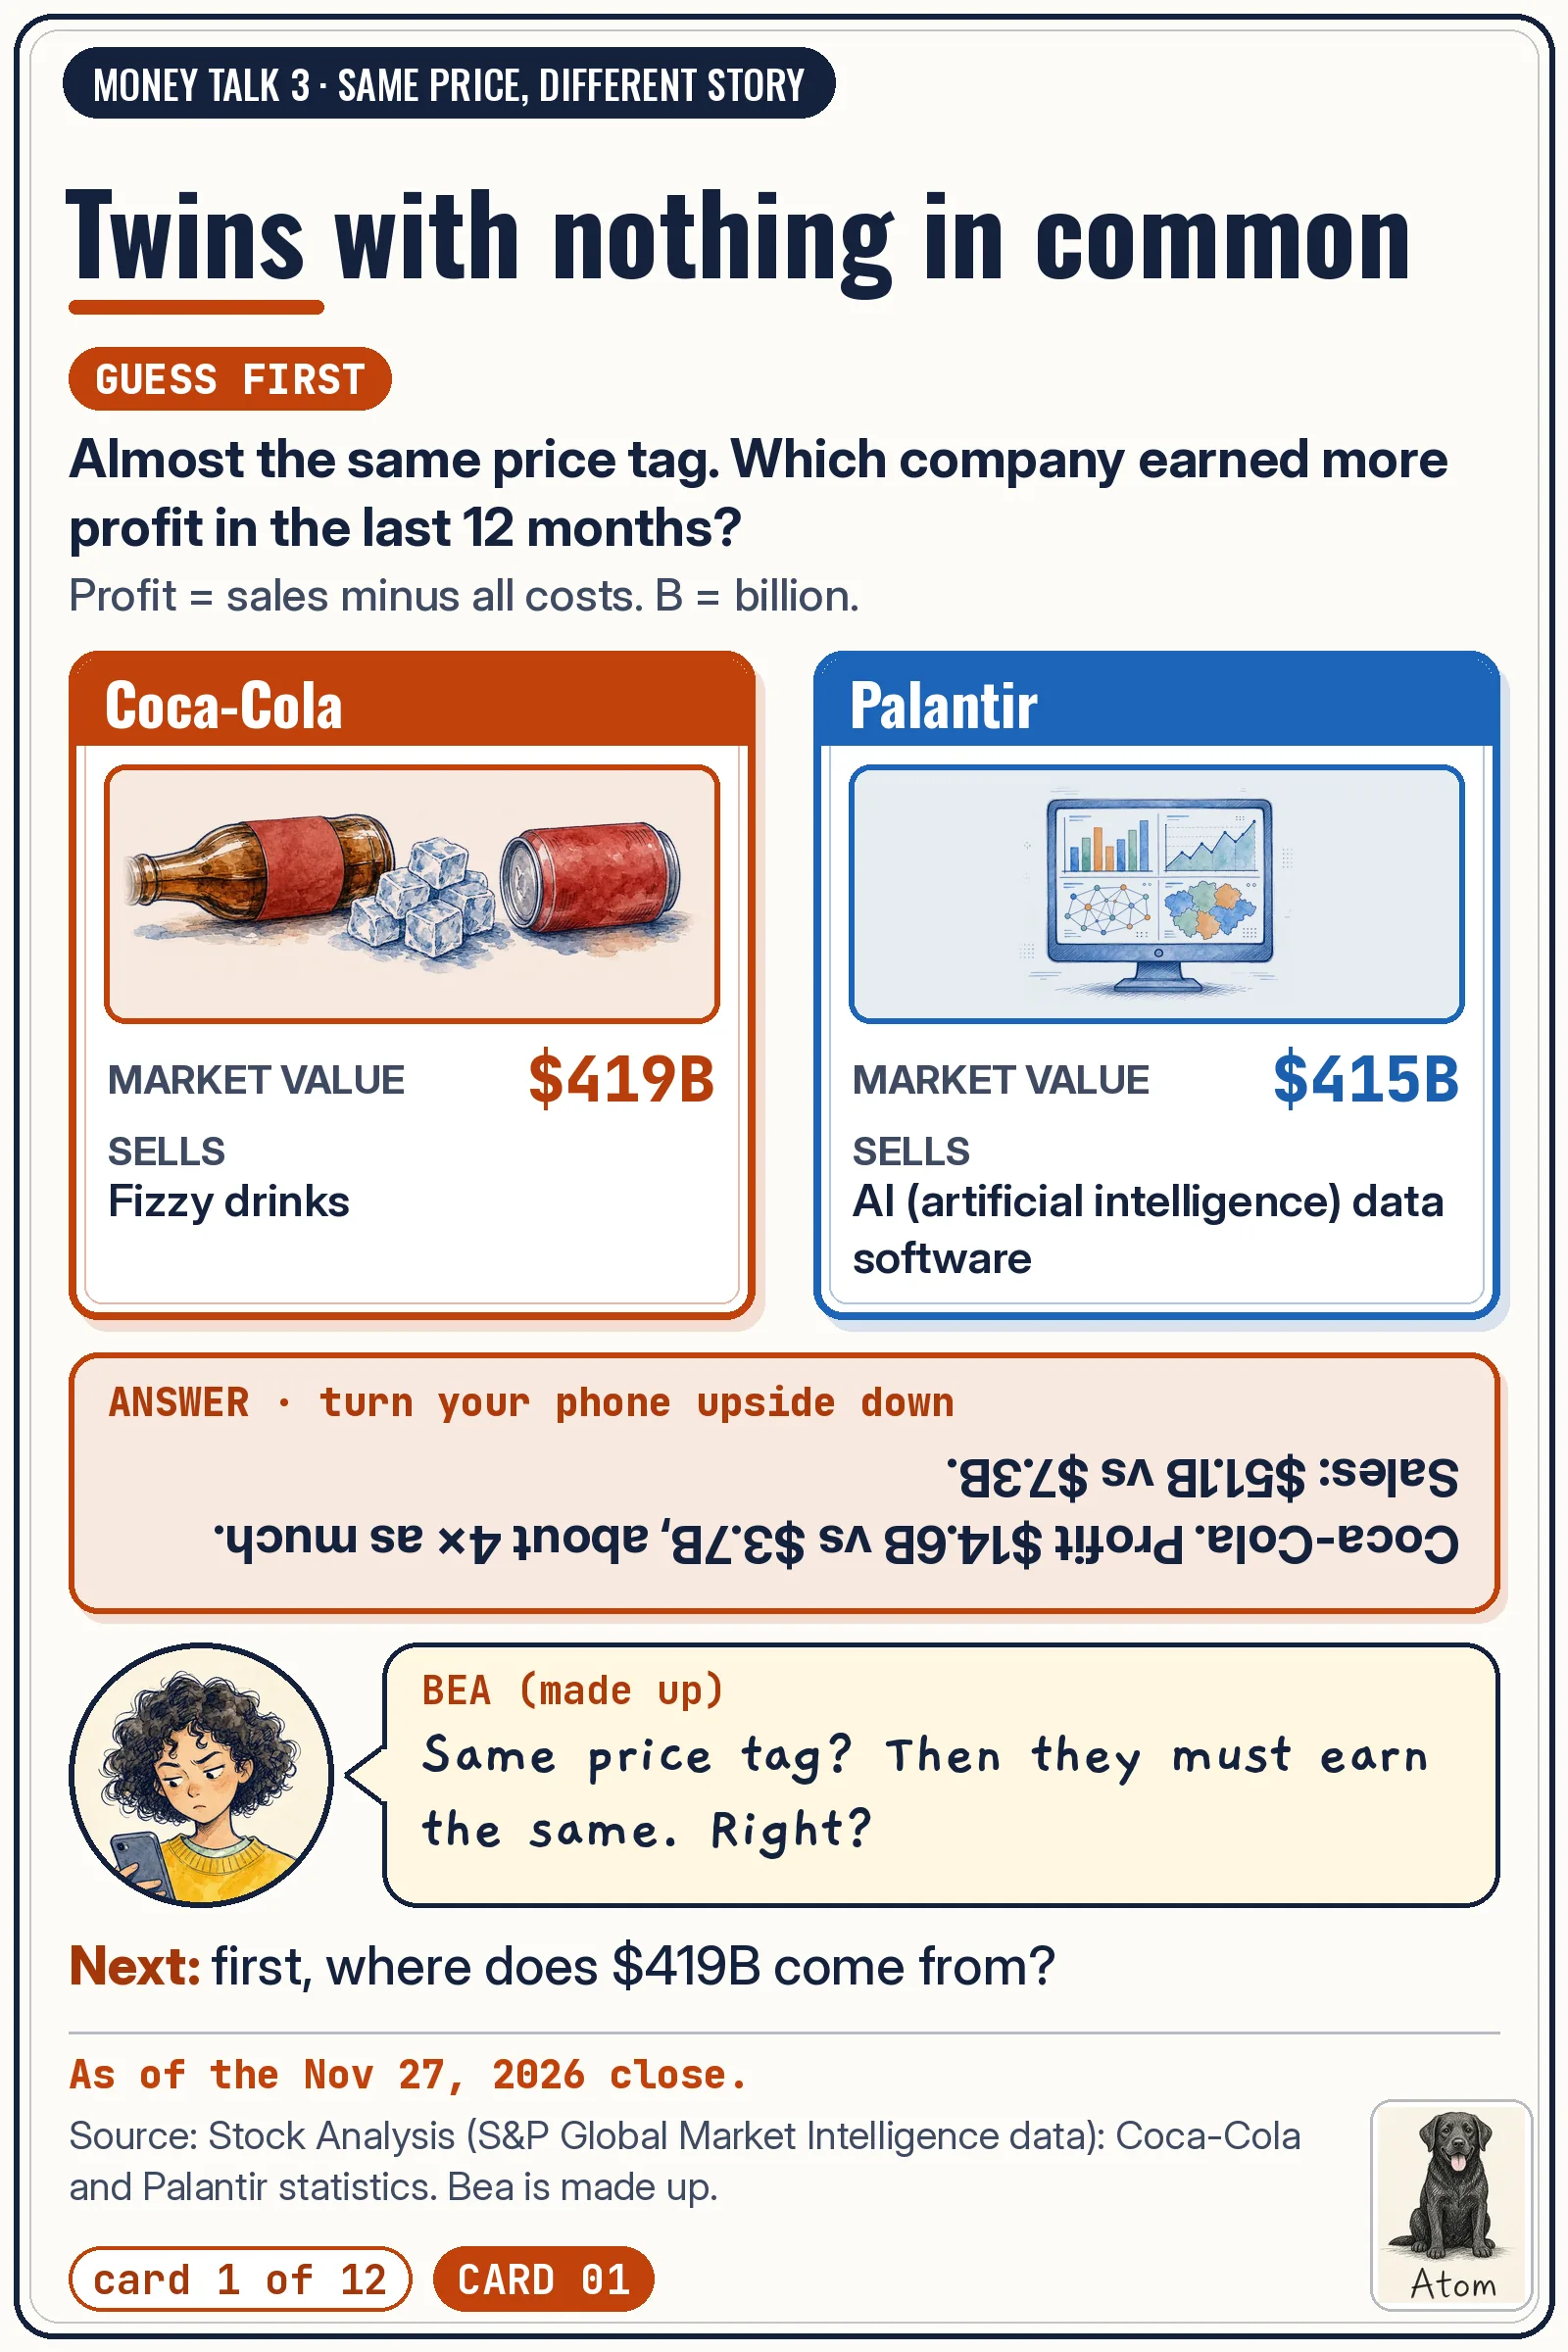 MONEY TALK 3 · SAME PRICE, DIFFERENT STORY
Twins with nothing in common
GUESS FIRST
Almost the same price tag. Which company earned more
profit in the last 12 months?
Profit = sales minus all costs. B = billion.
Coca-Cola
MARKET VALUE $419B
SELLS
Fizzy drinks
Palantir
MARKET VALUE $415B
SELLS
AI (artificial intelligence) data
software
ANSWER · turn your phone upside down
Coca-Cola. Profit $14.6B vs $3.7B, about 4× as much.
Sales: $51.1B vs $7.3B.
BEA (made up)
Same price tag? Then they must earn
the same. Right?
Next: first, where does $419B come from?
As of the Nov 27, 2026 close.
Source: Stock Analysis (S&P Global Market Intelligence data): Coca-Cola
and Palantir statistics. Bea is made up.
card 1 of 12
CARD 01
Atom